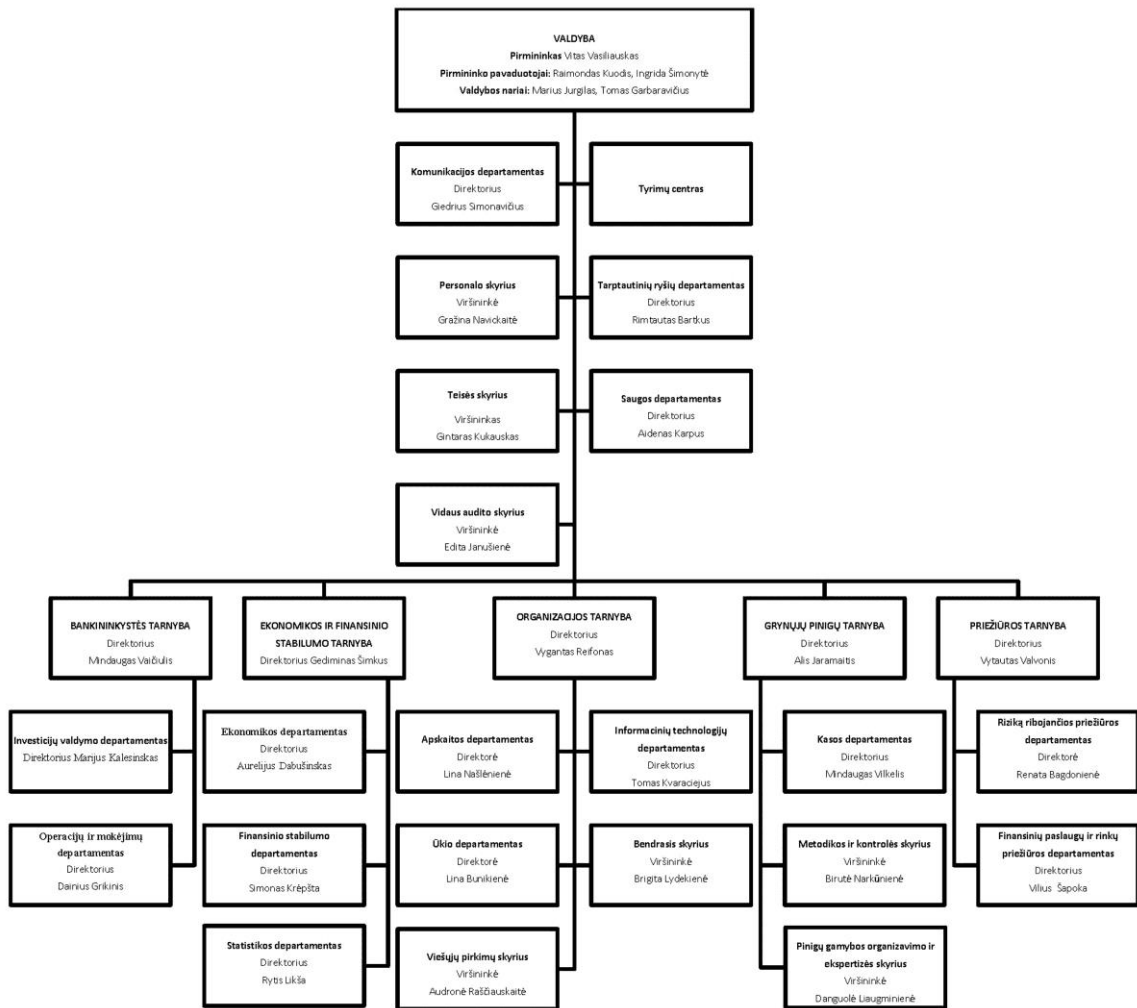 VALDYBA
Pirmininkas Vitas Vasiliauskas
Pirmininko pavaduotojai: Raimondas Kuodis, Ingrida Šimonytė
Valdybos nariai: Marius Jurgilas, Tomas Garbaravičius
Komunikacijos departamentas
Direktorius
Giedrius Simonavičius
Tyrimų centras
Personalo skyrius
Viršininkė
Gražina Navickaitė
Tarptautinių ryšių departamentas
Direktorius
Rimtautas Bartkus
Teisės skyrius
Viršininkas
Gintaras Kukauskas
Saugos departamentas
Direktorius
Aidenas Karpus
Vidaus audito skyrius
Viršininkė
Edita Janušienė
BANKININKYSTĖS TARNYBA
Direktorius
Mindaugas Vaičiulis
EKONOMIKOS IR FINANSINIO
STABILUMO TARNYBA
Direktorius Gediminas Šimkus
ORGANIZACIJOS TARNYBA
Direktorius
Vygantas Reifonas
GRYNŲJŲ PINIGŲ TARNYBA
Direktorius
Alis Jaramaitis
PRIEŽIŪROS TARNYBA
Direktorius
Vytautas Valvonis
Investicijų valdymo departamentas
Direktorius Marijus Kalesinskas
Ekonomikos departamentas
Direktorius
Aurelijus Dabušinskas
Apskaitos departamentas
Direktorė
Lina Našlėnienė
Informacinių technologijų
departamentas
Direktorius
Tomas Kvaraciejus
Kasos departamentas
Direktorius
Mindaugas Vilkelis
Riziką ribojančios priežiūros
departamentas
Direktorė
Renata Bagdonienė
Operacijų ir mokėjimų
departamentas
Direktorius
Dainius Grikinis
Finansinio stabilumo
departamentas
Direktorius
Simonas Krėpšta
Ūkio departamentas
Direktorė
Lina Bunikienė
Bendrasis skyrius
Viršininkė
Brigita Lydekienė
Metodikos ir kontrolės skyrius
Viršininkė
Birutė Narkūnienė
Finansinių paslaugų ir rinkų
priežiūros departamentas
Direktorius
Vilius Šapoka
Statistikos departamentas
Direktorius
Rytis Likša
Viešųjų pirkimų skyrius
Viršininkė
Audronė Raščiauskaitė
Pinigų gamybos organizavimo ir
ekspertizės skyrius
Viršininkė
Danguolė Liaugminienė